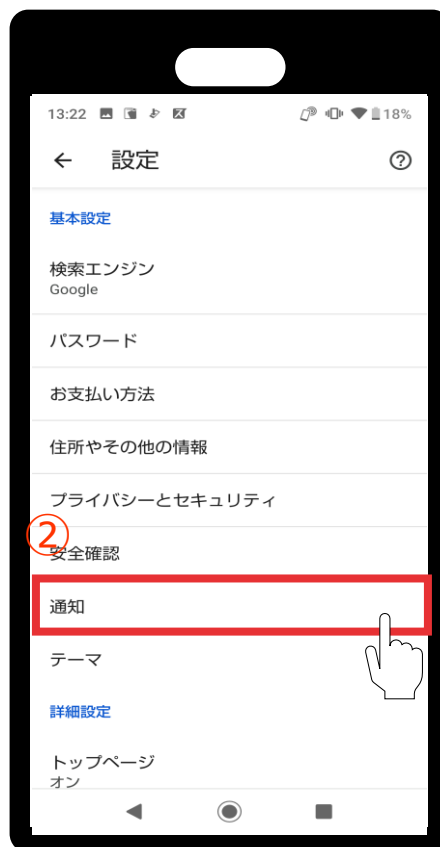 13:22 18%
設定
基本設定
検索エンジン
Google
パスワード
お支払い方法
住所やその他の情報
プライバシーとセキュリティ
②
安全確認
通知
テーマ
詳細設定
トップページ
オン